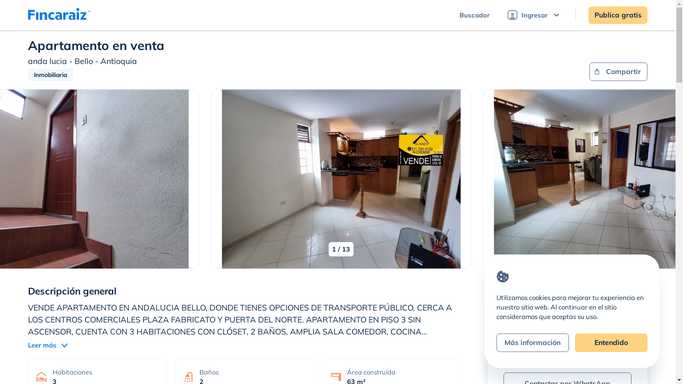 Fincaraiz
Buscador
Ingresar
Publica gratis
Apartamento en venta
anda lucia - Bello - Antioquia
Inmobiliaria
Compartir
VENDE
1 / 13
Descripción general
VENDE APARTAMENTO EN ANDALUCIA BELLO, DONDE TIENES OPCIONES DE TRANSPORTE PÚBLICO, CERCA A
LOS CENTROS COMERCIALES PLAZA FABRICATO Y PUERTA DEL NORTE. APARTAMENTO EN PISO 3 SIN
ASCENSOR, CUENTA CON 3 HABITACIONES CON CLÓSET, 2 BAÑOS, AMPLIA SALA COMEDOR, COCINA...
Leer más
Habitaciones
3
Baños
2
Área construida
63 m²
Utilizamos cookies para mejorar tu experiencia en
nuestro sitio web. Al continuar en el sitio
consideramos que aceptas su uso.
Más información
Entendido
Contactar por WhatsApp